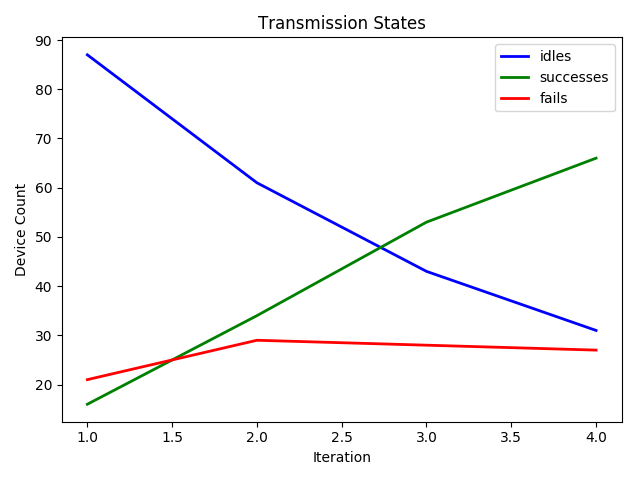 Transmission States
90
80
70
60
50
40
30
20
Device Count
idles
successes
fails
1.0 1.5 2.0 2.5 3.0 3.5 4.0
Iteration